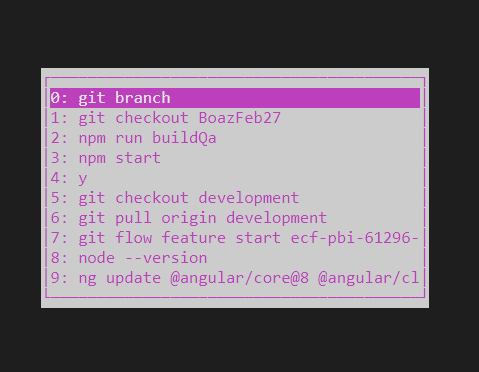 0: git branch
1: git checkout BoazFeb27
2: npm run buildQa
3: npm start
4: y
5: git checkout development
6: git pull origin development
7: git flow feature start ecf-pbi-61296-
8: node --version
9: ng update @angular/core@8 @angular/cl